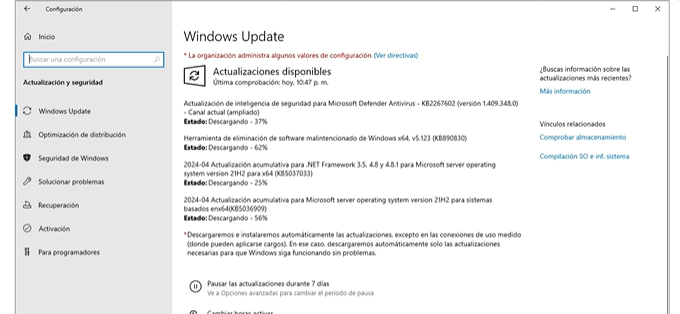 Configuración
Inicio
Buscar una configuración
Actualización y seguridad
Windows Update
Optimización de distribución
Seguridad de Windows
Solucionar problemas
Recuperación
Activación
Para programadores
Windows Update
* La organización administra algunos valores de configuración (Ver directivas)
Actualizaciones disponibles
Última comprobación: hoy, 10:47 p. m.
Actualización de inteligencia de seguridad para Microsoft Defender Antivirus - KB2267602 (versión 1.409.348.0)
- Canal actual (ampliado)
Estado: Descargando - 37%
Herramienta de eliminación de software malintencionado de Windows x64, v5.123 (KB890830)
Estado: Descargando - 62%
2024-04 Actualización acumulativa para .NET Framework 3.5, 4.8 y 4.8.1 para Microsoft server operating
system version 21H2 para x64 (KB5037033)
Estado: Descargando - 25%
2024-04 Actualización acumulativa para Microsoft server operating system version 21H2 para sistemas
basados enx64(KB5036909)
Estado: Descargando - 56%
*Descargaremos e instalaremos automáticamente las actualizaciones, excepto en las conexiones de uso medido
(donde pueden aplicarse cargos). En ese caso, descargaremos automáticamente solo las actualizaciones
necesarias para que Windows siga funcionando sin problemas.
Pausar las actualizaciones durante 7 días
Ve a Opciones avanzadas para cambiar el período de pausa
Cambiar horas activas
¿Buscas información sobre las
actualizaciones más recientes?
Más información
Vínculos relacionados
Comprobar almacenamiento
Compilación SO e inf. sistema